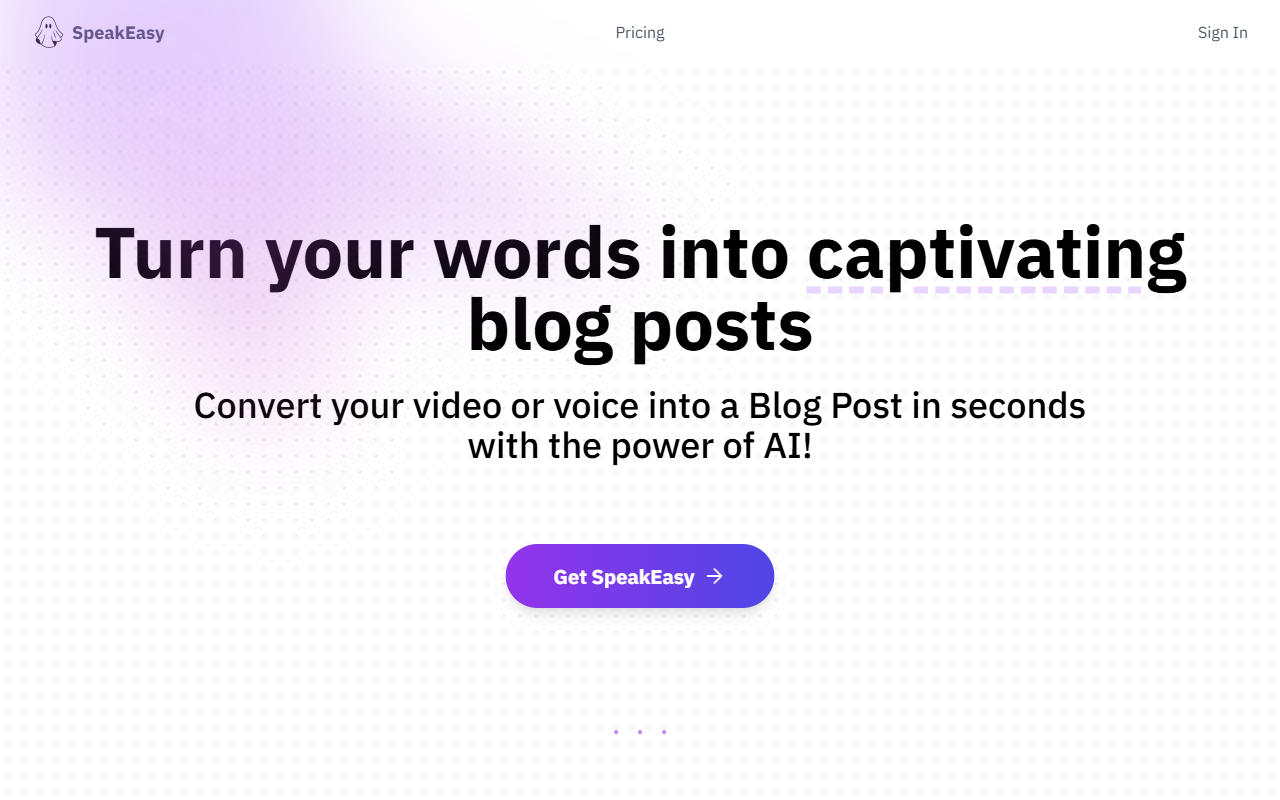 SpeakEasy
Pricing
Sign In
Turn your words into captivating
blog posts
Convert your video or voice into a Blog Post in seconds
with the power of AI!
Get SpeakEasy